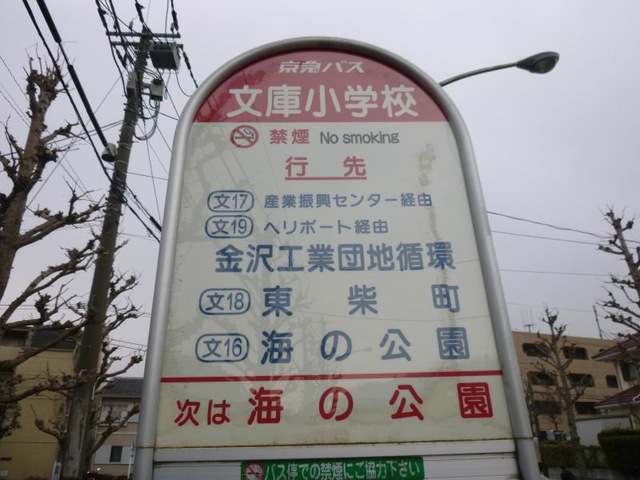 京急バス
文庫小学校
禁煙 No smoking
行先
文17 産業振興センター経由
文19 ヘリポート経由
金沢工業団地循環
文18 東柴町
文16 海の公園
次は 海の公園
バス停での禁煙にご協力下さい